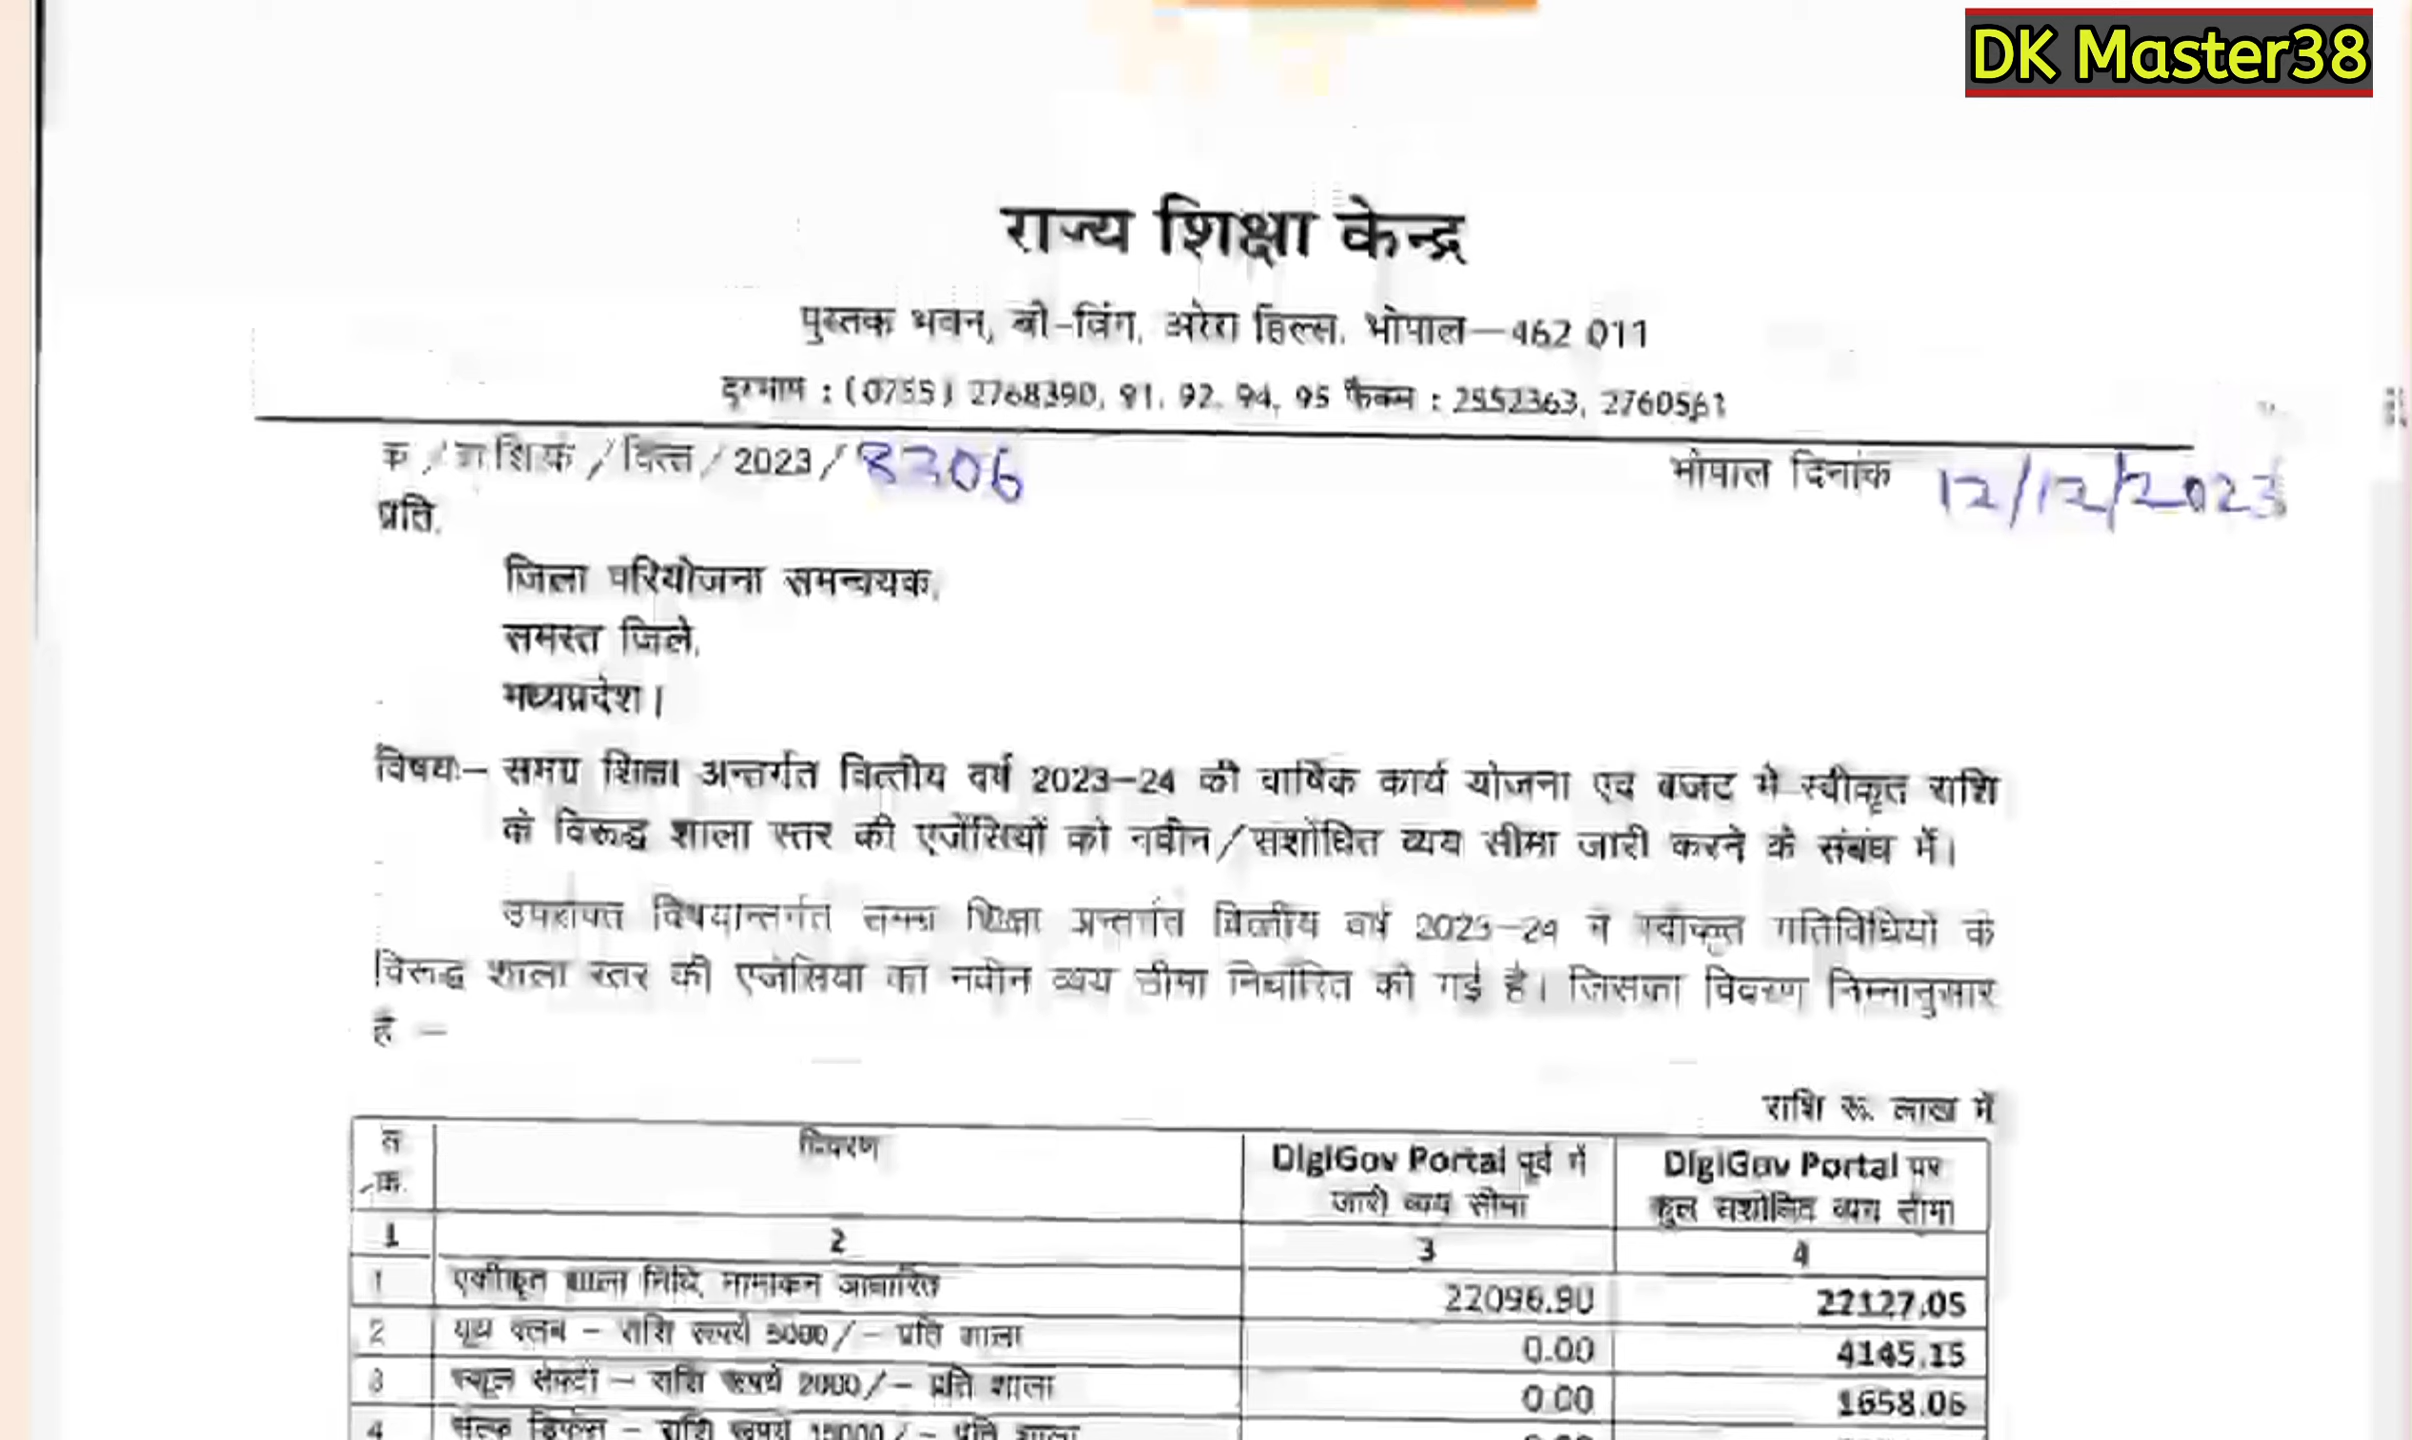 DK Master38
राज्य शिक्षा केन्द्र
पुस्तक भवन, बी-विंग, अरेरा हिल्स, भोपाल—462 011
दूरभाष : (0755) 2768390, 91, 92, 94, 95 फैक्स : 2552363, 2760561
क / रा शि के / वित्त / 2023 / 8306 भोपाल दिनांक 12/12/2023
प्रति,
जिला परियोजना समन्वयक,
समस्त जिले,
मध्यप्रदेश।
विषयः— समग्र शिक्षा अन्तर्गत वित्तीय वर्ष 2023—24 की वार्षिक कार्य योजना एवं बजट में स्वीकृत राशि
के विरूद्ध शाला स्तर की एजेंसियों को नवीन/संशोधित व्यय सीमा जारी करने के संबंध में।
उपरोक्त विषयान्तर्गत समग्र शिक्षा अन्तर्गत वित्तीय वर्ष 2023—24 में स्वीकृत गतिविधियों के
विरूद्ध शाला स्तर की एजेंसियों को नवीन व्यय सीमा निर्धारित की गई है। जिसका विवरण निम्नानुसार
है —
राशि रू. लाख में
स क्र. विवरण DigiGov Portal पूर्व में जारी व्यय सीमा DigiGov Portal पर कुल संशोधित व्यय सीमा
1 2 3 4
1 एकीकृत शाला निधि, नामांकन आधारित 22096.90 22127.05
2 यूथ क्लब – राशि रूपये 5000/– प्रति शाला 0.00 4145.15
3 स्कूल सेफ्टी – राशि रूपये 2000/– प्रति शाला 0.00 1658.06
4 सेल्फ डिफेन्स – राशि रूपये 15000/– प्रति शाला